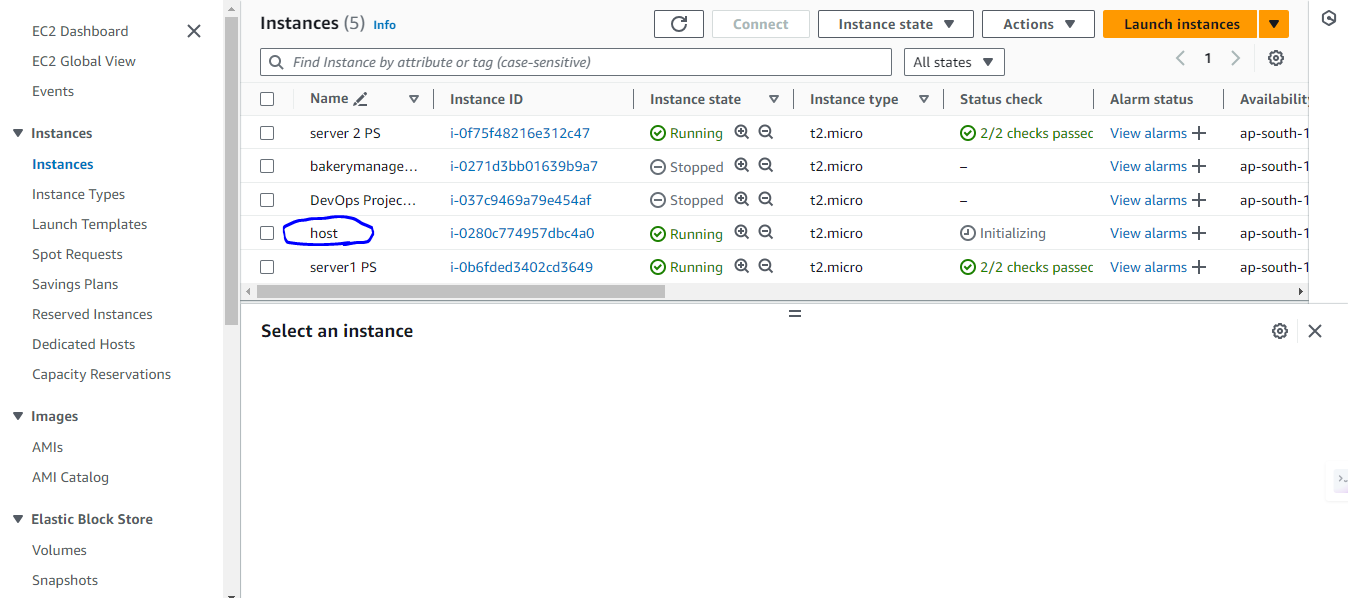 EC2 Dashboard
EC2 Global View
Events
Instances
Instances
Instance Types
Launch Templates
Spot Requests
Savings Plans
Reserved Instances
Dedicated Hosts
Capacity Reservations
Images
AMIs
AMI Catalog
Elastic Block Store
Volumes
Snapshots
Instances (5) Info
Connect Instance state Actions Launch instances
Find Instance by attribute or tag (case-sensitive) All states 1
Name Instance ID Instance state Instance type Status check Alarm status Availability
server 2 PS i-0f75f48216e312c47 Running t2.micro 2/2 checks passed View alarms + ap-south-1
bakerymanage... i-0271d3bb01639b9a7 Stopped t2.micro – View alarms + ap-south-1
DevOps Projec... i-037c9469a79e454af Stopped t2.micro – View alarms + ap-south-1
host i-0280c774957dbc4a0 Running t2.micro Initializing View alarms + ap-south-1
server1 PS i-0b6fded3402cd3649 Running t2.micro 2/2 checks passed View alarms + ap-south-1
Select an instance